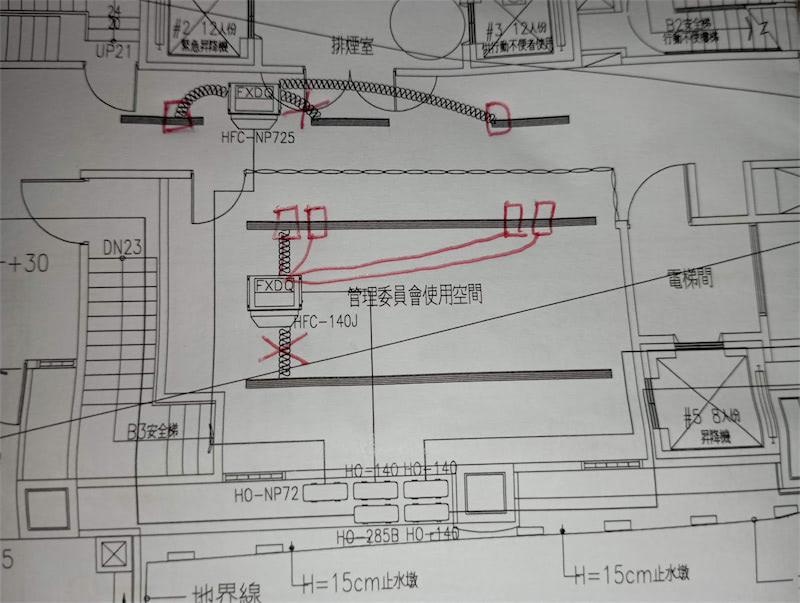 24
23
UP21
#2 12人份
緊急昇降機
排煙室
#3 12人份
供行動不便者使用
B2安全梯
行動不便樓梯
FXDQ
HFC-NP725
DN23
+30
FXDQ
管理委員會使用空間
HFC-140J
電梯間
B3安全梯
#5 8人份
昇降機
HO-140 HO-140
HO-NP72
HO-285B HO-140
5
地界線
H=15cm止水墩
H=15cm止水墩